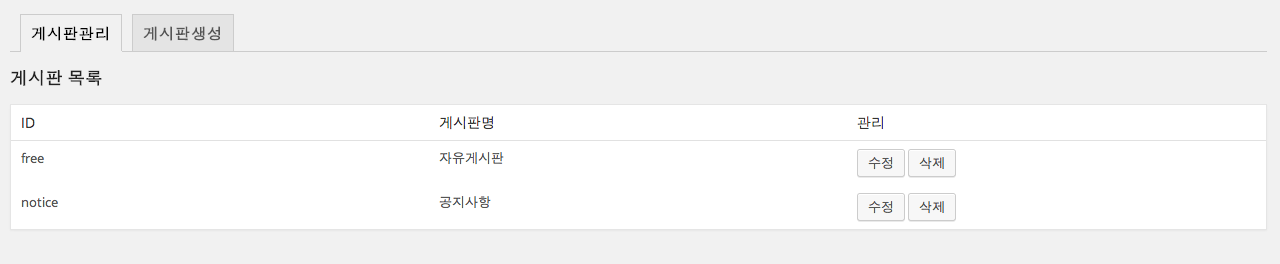 게시판관리 게시판생성
게시판 목록
ID 게시판명 관리
free 자유게시판 수정 삭제
notice 공지사항 수정 삭제